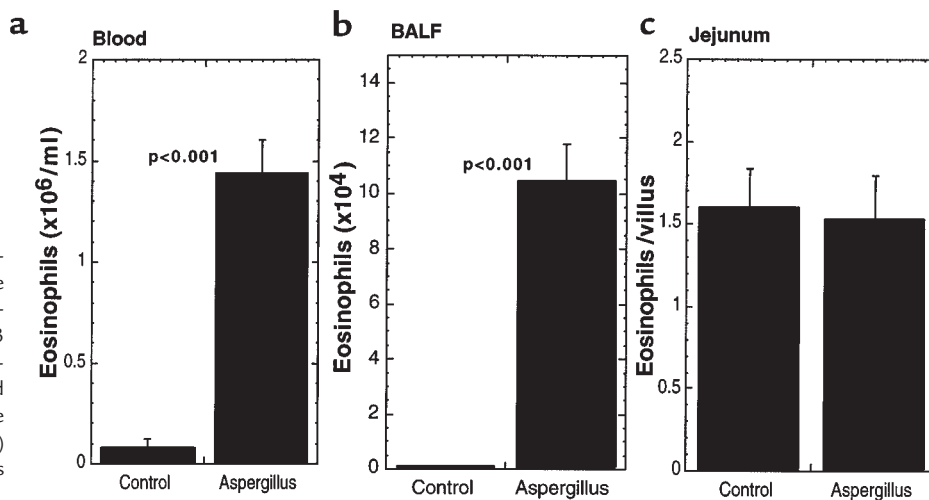 a
Blood
Eosinophils (x10⁶/ml)
2
1.5
1
0.5
0
p<0.001
Control
Aspergillus
b
BALF
Eosinophils (x10⁴)
14
12
10
8
6
4
2
0
p<0.001
Control
Aspergillus
c
Jejunum
Eosinophils /villus
2.5
2
1.5
1
0.5
0
Control
Aspergillus
e
d
e
)
s